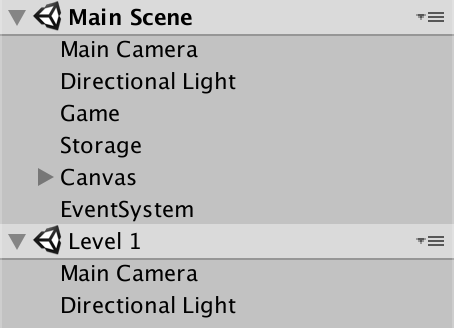 Main Scene
Main Camera
Directional Light
Game
Storage
Canvas
EventSystem
Level 1
Main Camera
Directional Light